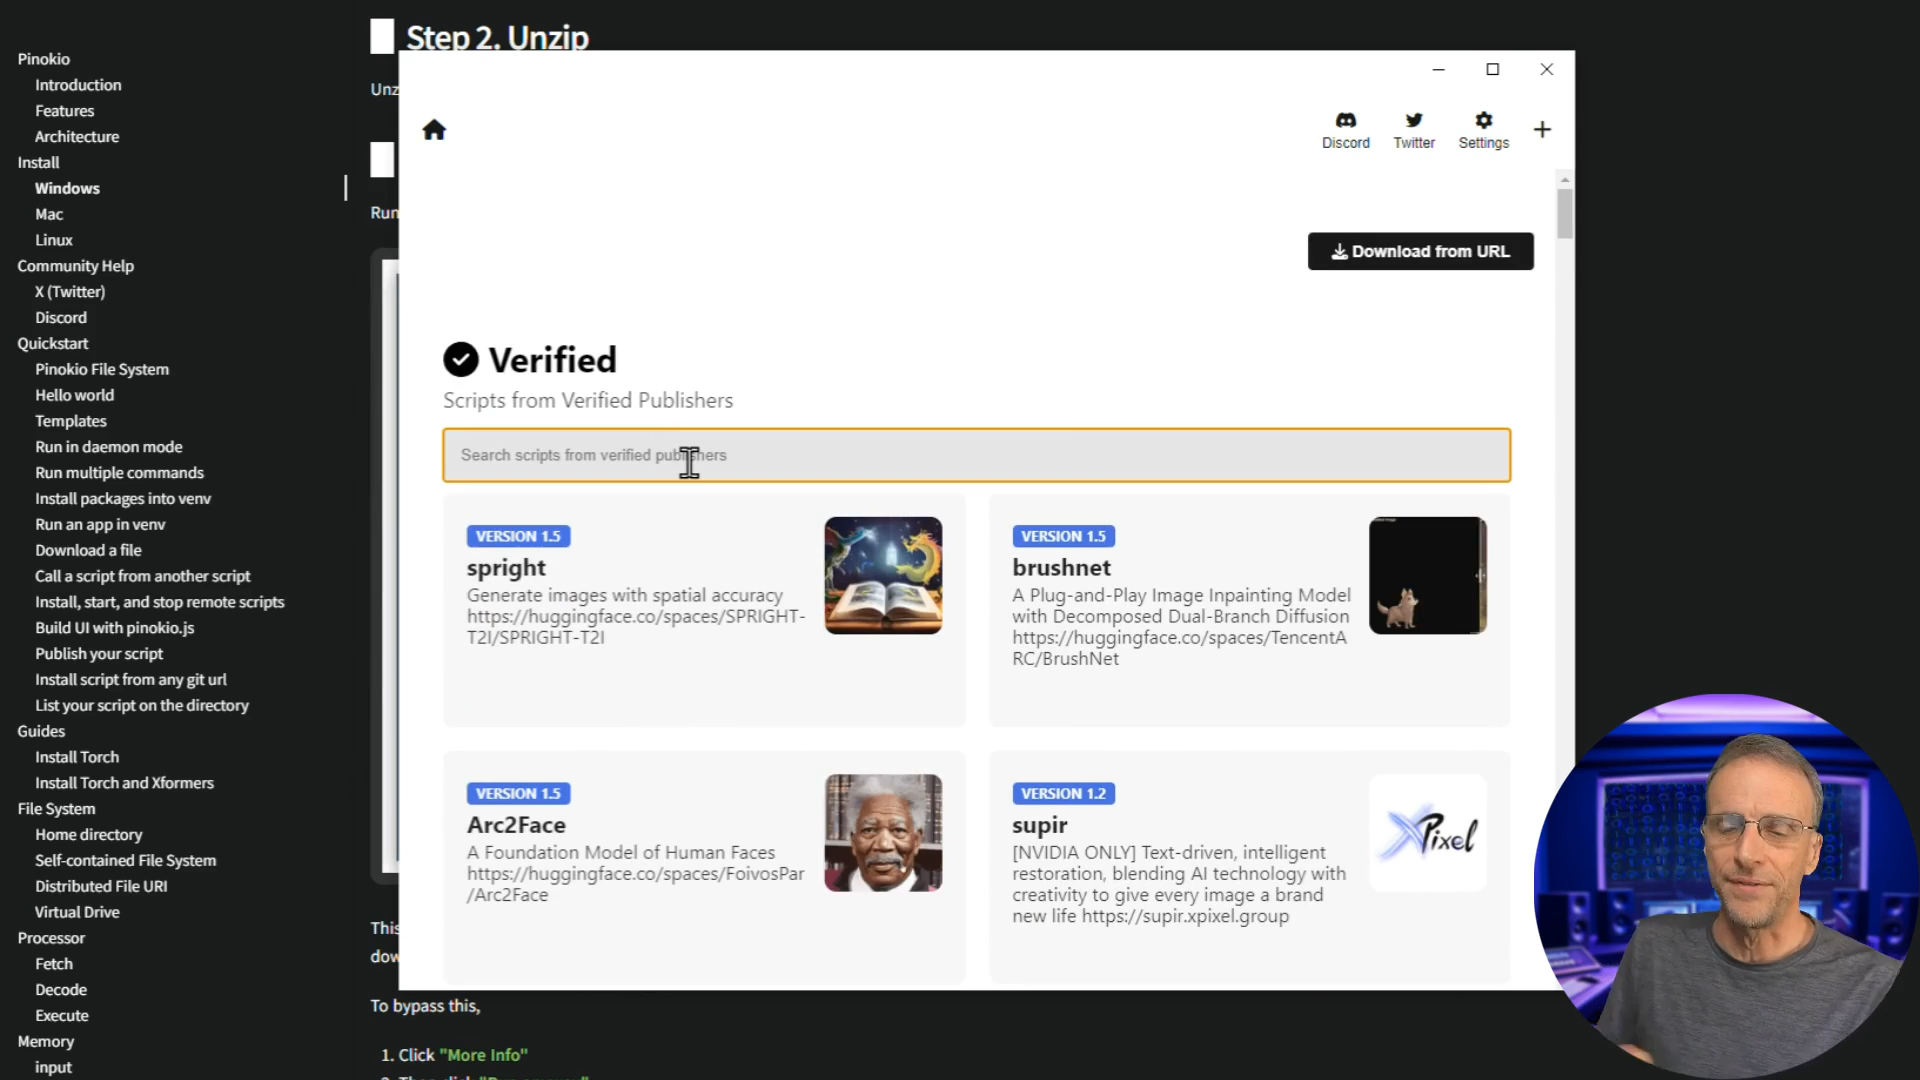 Pinokio
Introduction
Features
Architecture
Install
Windows
Mac
Linux
Community Help
X (Twitter)
Discord
Quickstart
Pinokio File System
Hello world
Templates
Run in daemon mode
Run multiple commands
Install packages into venv
Run an app in venv
Download a file
Call a script from another script
Install, start, and stop remote scripts
Build UI with pinokio.js
Publish your script
Install script from any git url
List your script on the directory
Guides
Install Torch
Install Torch and Xformers
File System
Home directory
Self-contained File System
Distributed File URI
Virtual Drive
Processor
Fetch
Decode
Execute
Memory
input
Step 2. Unzip
Unz
Run
This
dow
To bypass this,
1. Click "More Info"
Discord
Twitter
Settings
Download from URL
Verified
Scripts from Verified Publishers
Search scripts from verified publishers
VERSION 1.5
spright
Generate images with spatial accuracy
https://huggingface.co/spaces/SPRIGHT-
T2I/SPRIGHT-T2I
VERSION 1.5
brushnet
A Plug-and-Play Image Inpainting Model
with Decomposed Dual-Branch Diffusion
https://huggingface.co/spaces/TencentA
RC/BrushNet
VERSION 1.5
Arc2Face
A Foundation Model of Human Faces
https://huggingface.co/spaces/FoivosPar
/Arc2Face
VERSION 1.2
supir
[NVIDIA ONLY] Text-driven, intelligent
restoration, blending AI technology with
creativity to give every image a brand
new life https://supir.xpixel.group
XPixel